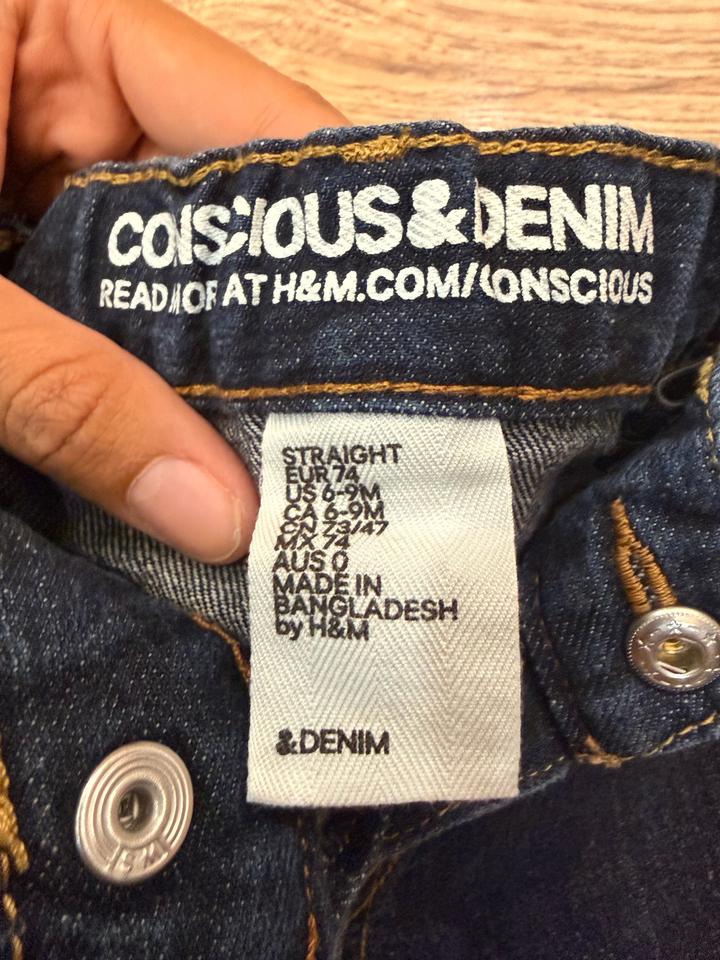 CONSCIOUS & DENIM
READ MORE AT H&M.COM/CONSCIOUS
STRAIGHT
EUR 74
US 6-9M
CA 6-9M
CN 73/47
MX 74
AUS 0
MADE IN
BANGLADESH
by H&M
&DENIM